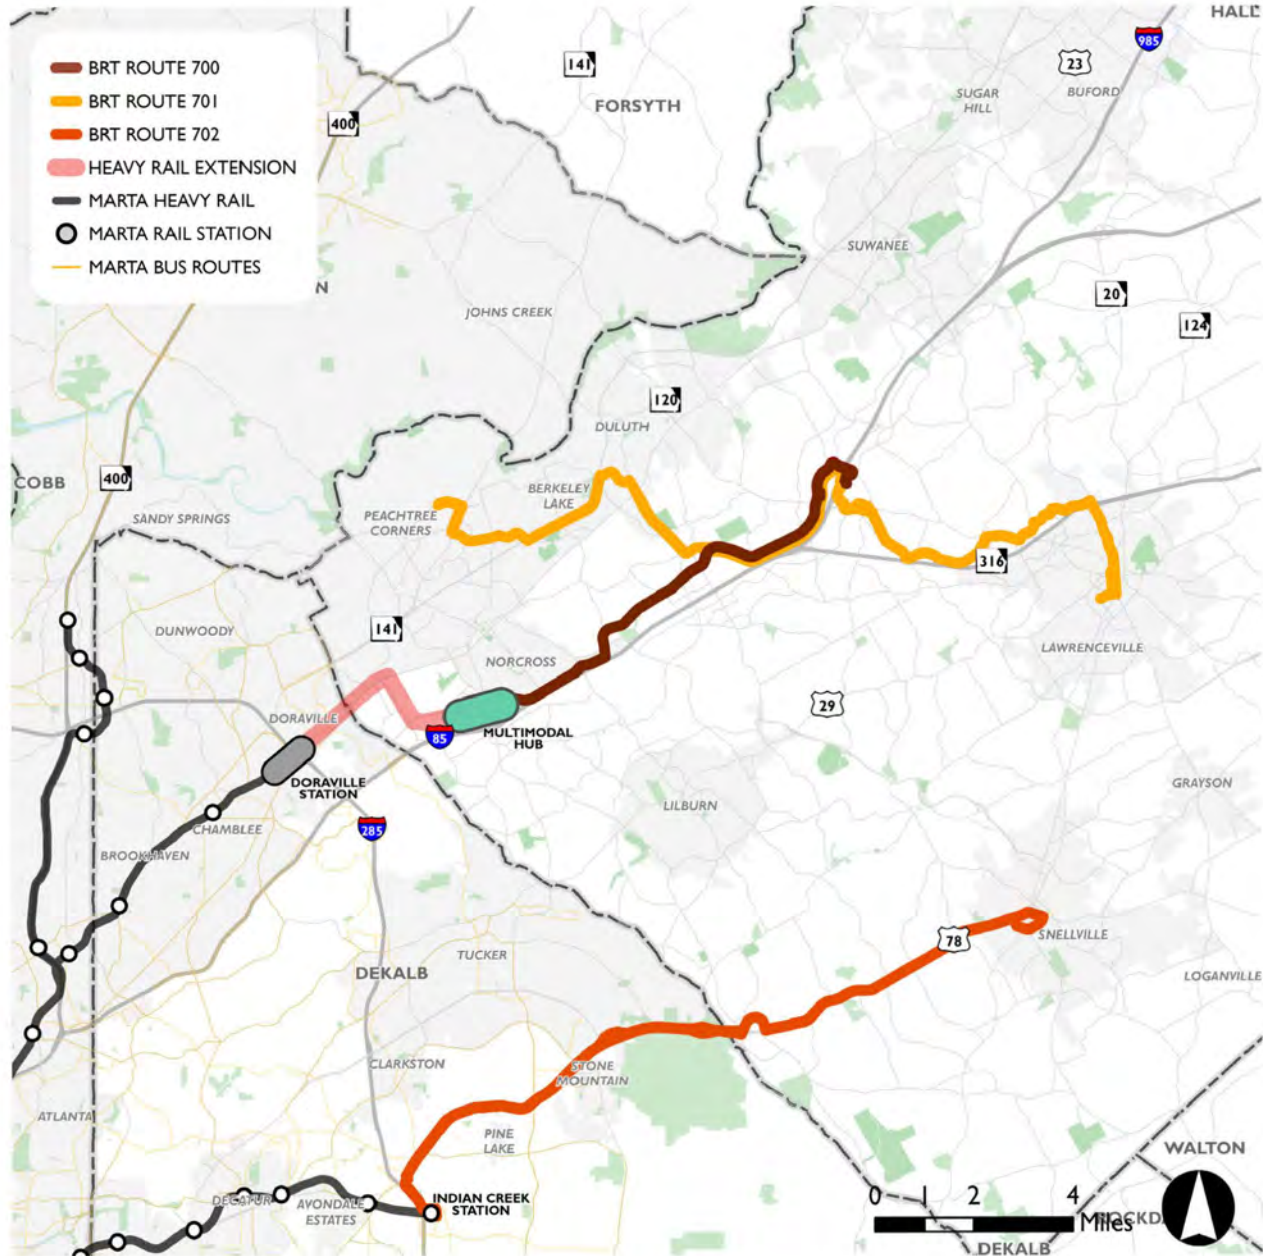 HALL
985
141
23
BRT ROUTE 700
SUGAR
HILL
BUFORD
BRT ROUTE 701
FORSYTH
400
BRT ROUTE 702
HEAVY RAIL EXTENSION
MARTA HEAVY RAIL
MARTA RAIL STATION
SUWANEE
MARTA BUS ROUTES
N
20
JOHNS CREEK
124
120
DULUTH
COBB
400
BERKELEY
LAKE
SANDY SPRINGS
PEACHTREE
CORNERS
316
DUNWOODY
141
NORCROSS
LAWRENCEVILLE
29
DORAVILLE
85
MULTIMODAL
HUB
DORAVILLE
STATION
GRAYSON
LILBURN
CHAMBLEE
285
BROOKHAVEN
78
SNELLVILLE
TUCKER
DEKALB
LOGANVILLE
CLARKSTON
STONE
MOUNTAIN
ATLANTA
PINE
LAKE
WALTON
DECATUR
AVONDALE
ESTATES
INDIAN CREEK
STATION
0 1 2 4
Miles
DEKALB